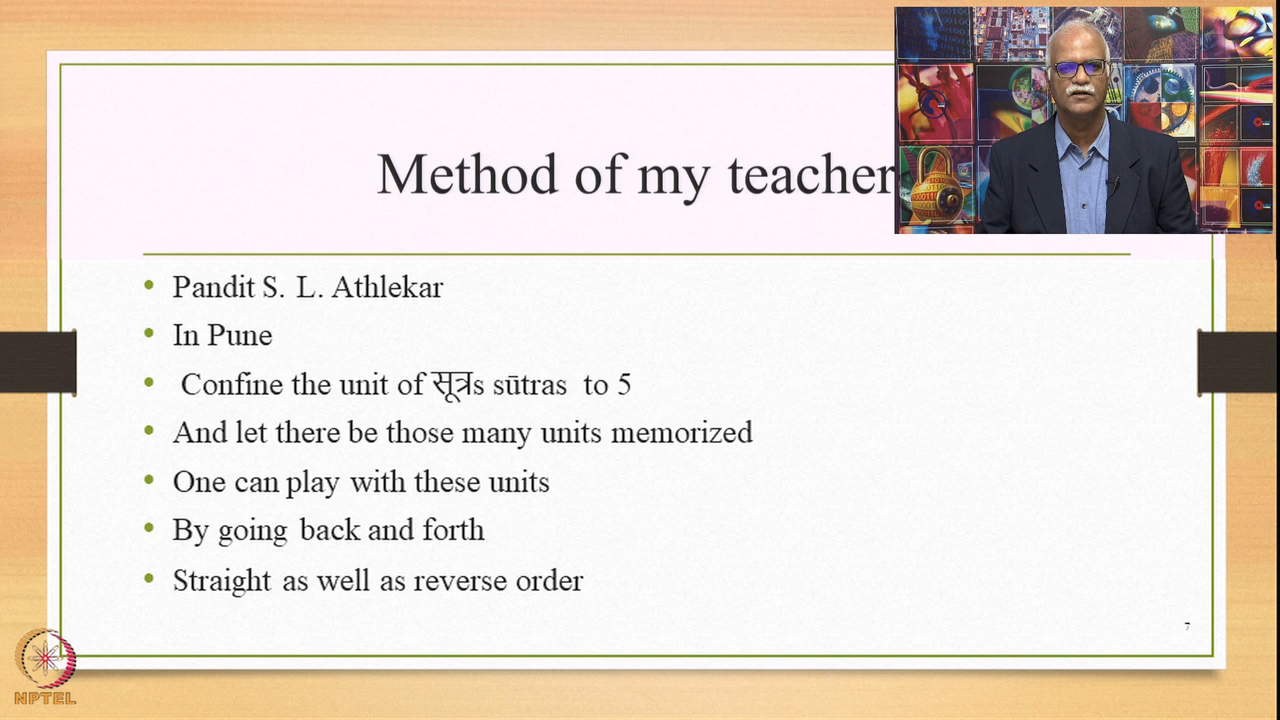 Method of my teacher
Pandit S. L. Athlekar
In Pune
Confine the unit of सूत्रs sūtras to 5
And let there be those many units memorized
One can play with these units
By going back and forth
Straight as well as reverse order
7
NPTEL